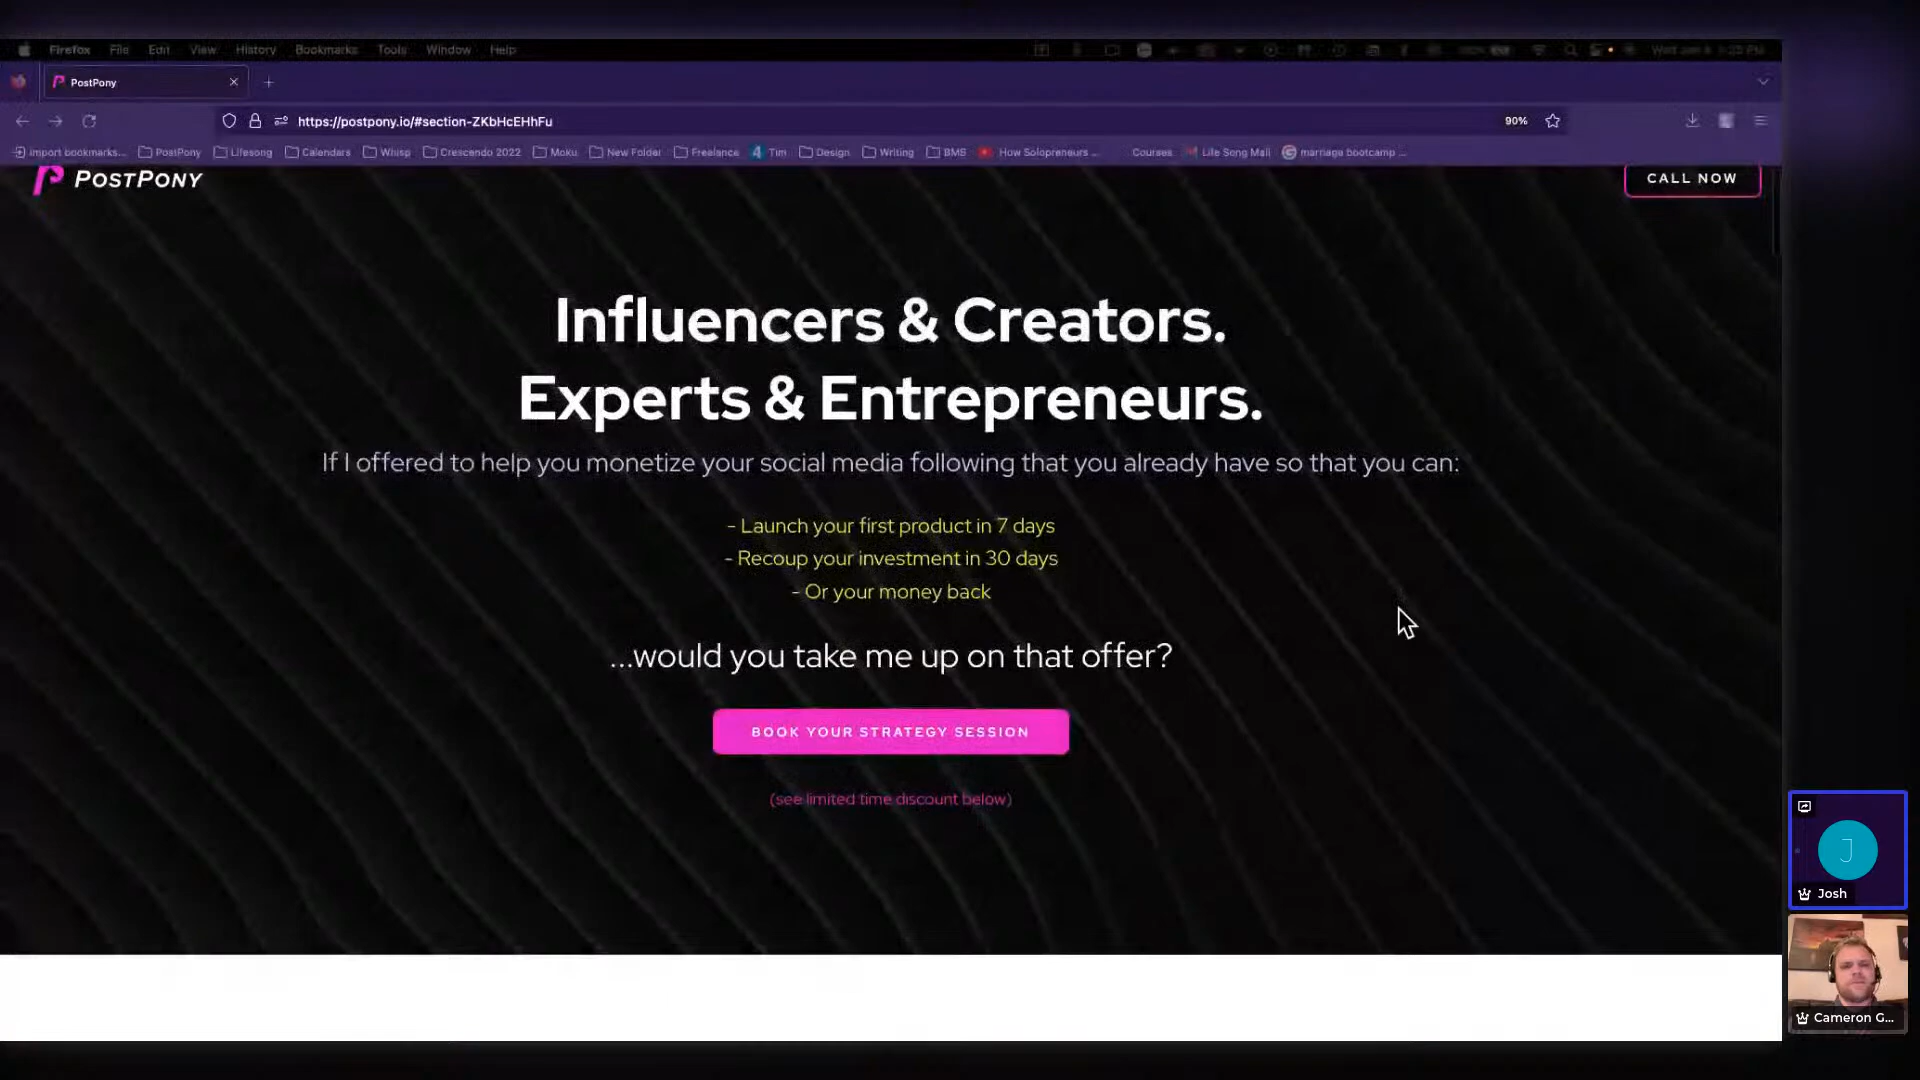 Firefox File Edit View History Bookmarks Tools Window Help
PostPony
https://postpony.io/#section-ZKbHcEHhFu 90%
Import bookmarks... PostPony Lifesong Calendars Whisp Crescendo 2022 Moku New Folder Freelance Tim Design Writing BMS How Solopreneurs ... Courses Life Song Mail marriage bootcamp ...
POSTPONY
CALL NOW
Influencers & Creators.
Experts & Entrepreneurs.
If I offered to help you monetize your social media following that you already have so that you can:
- Launch your first product in 7 days
- Recoup your investment in 30 days
- Or your money back
...would you take me up on that offer?
BOOK YOUR STRATEGY SESSION
(see limited time discount below)
J
Josh
Cameron G...